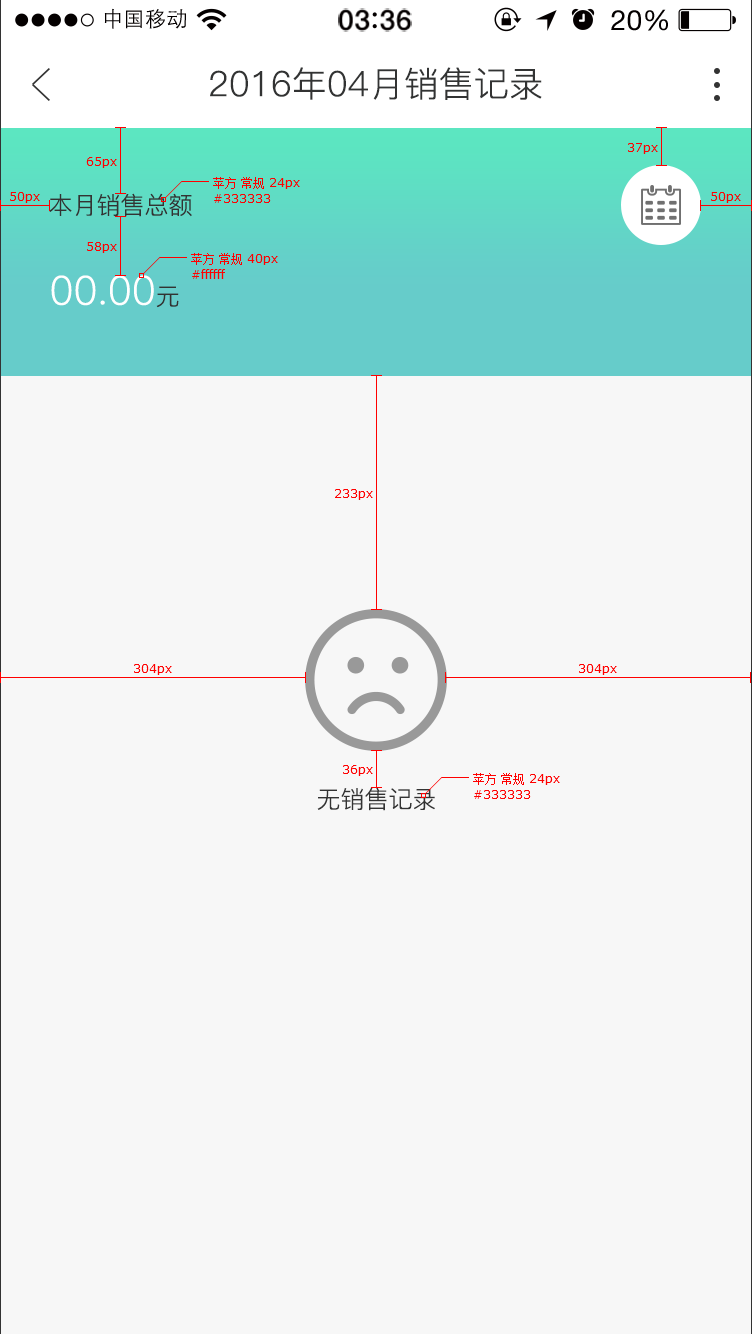 中国移动
03:36
20%
2016年04月销售记录
65px
37px
苹方 常规 24px
#333333
50px
本月销售总额
50px
58px
苹方 常规 40px
#ffffff
00.00元
233px
304px
304px
36px
苹方 常规 24px
#333333
无销售记录